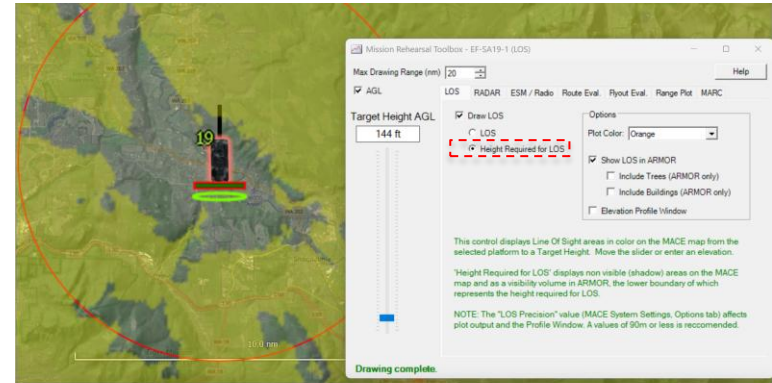 Mission Rehearsal Toolbox - EF-SA19-1 (LOS)
Max Drawing Range (nm) 20
Help
AGL
LOS RADAR ESM / Radio Route Eval. Flyout Eval. Range Plot MARC
Target Height AGL
144 ft
Draw LOS
LOS
Height Required for LOS
Options
Plot Color: Orange
Show LOS in ARMOR
Include Trees (ARMOR only)
Include Buildings (ARMOR only)
Elevation Profile Window
This control displays Line Of Sight areas in color on the MACE map from the
selected platform to a Target Height. Move the slider or enter an elevation.
'Height Required for LOS' displays non visible (shadow) areas on the MACE
map and as a visibility volume in ARMOR, the lower boundary of which
represents the height required for LOS.
NOTE: The "LOS Precision" value (MACE System Settings, Options tab) affects
plot output and the Profile Window. A values of 90m or less is reccomended.
Drawing complete.
19
10.0 nm